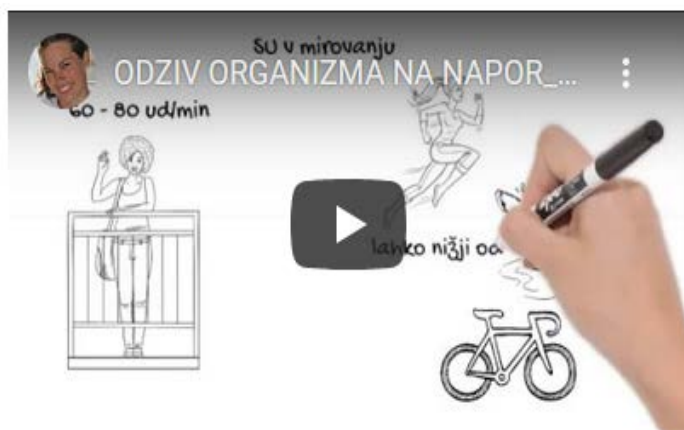 SU v mirovanju
ODZIV ORGANIZMA NA NAPOR_...
60 - 80 ud/min
lahko nižji od